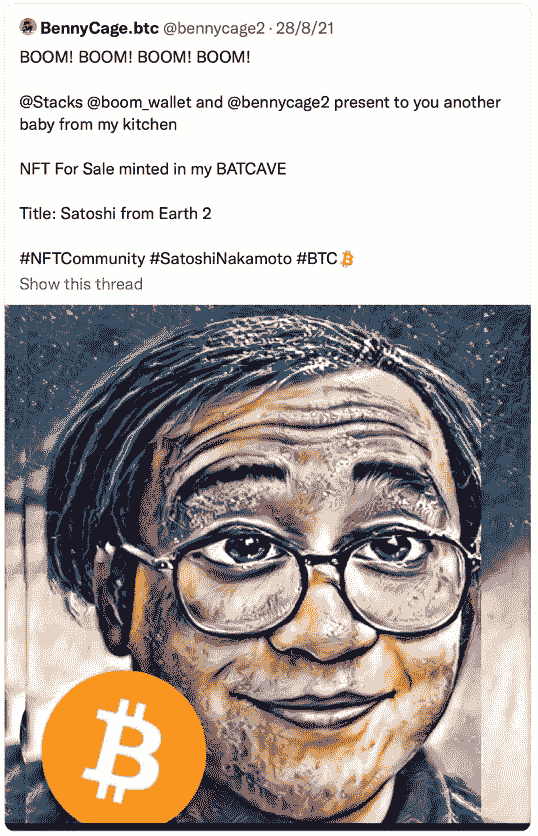 BennyCage.btc @bennycage2 · 28/8/21
BOOM! BOOM! BOOM! BOOM!
@Stacks @boom_wallet and @bennycage2 present to you another
baby from my kitchen
NFT For Sale minted in my BATCAVE
Title: Satoshi from Earth 2
#NFTCommunity #SatoshiNakamoto #BTC
Show this thread